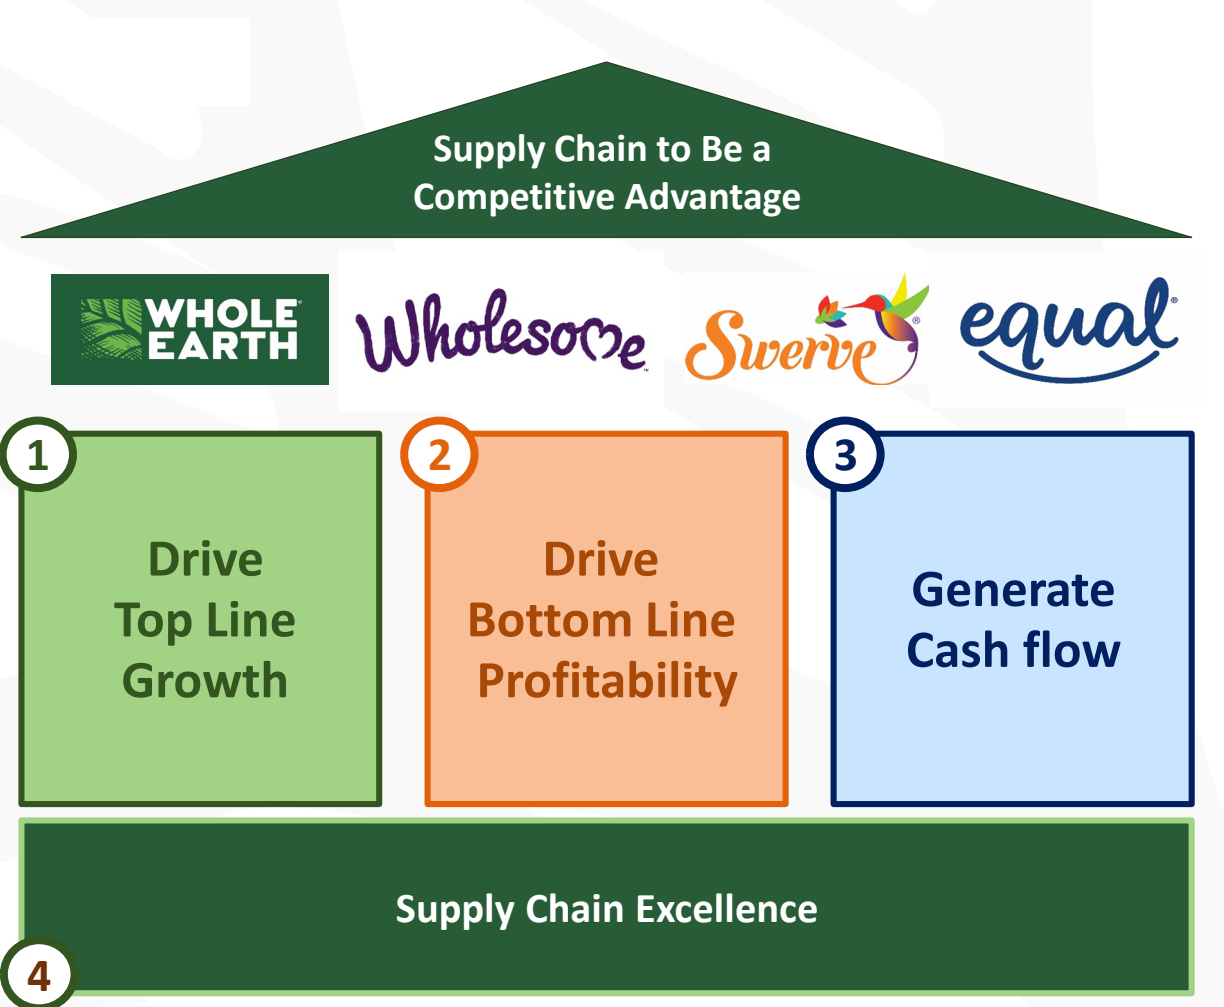 Supply Chain to Be a
Competitive Advantage
WHOLE
EARTH
Wholesome™
Swerve®
equal®
1
Drive
Top Line
Growth
2
Drive
Bottom Line
Profitability
3
Generate
Cash flow
Supply Chain Excellence
4